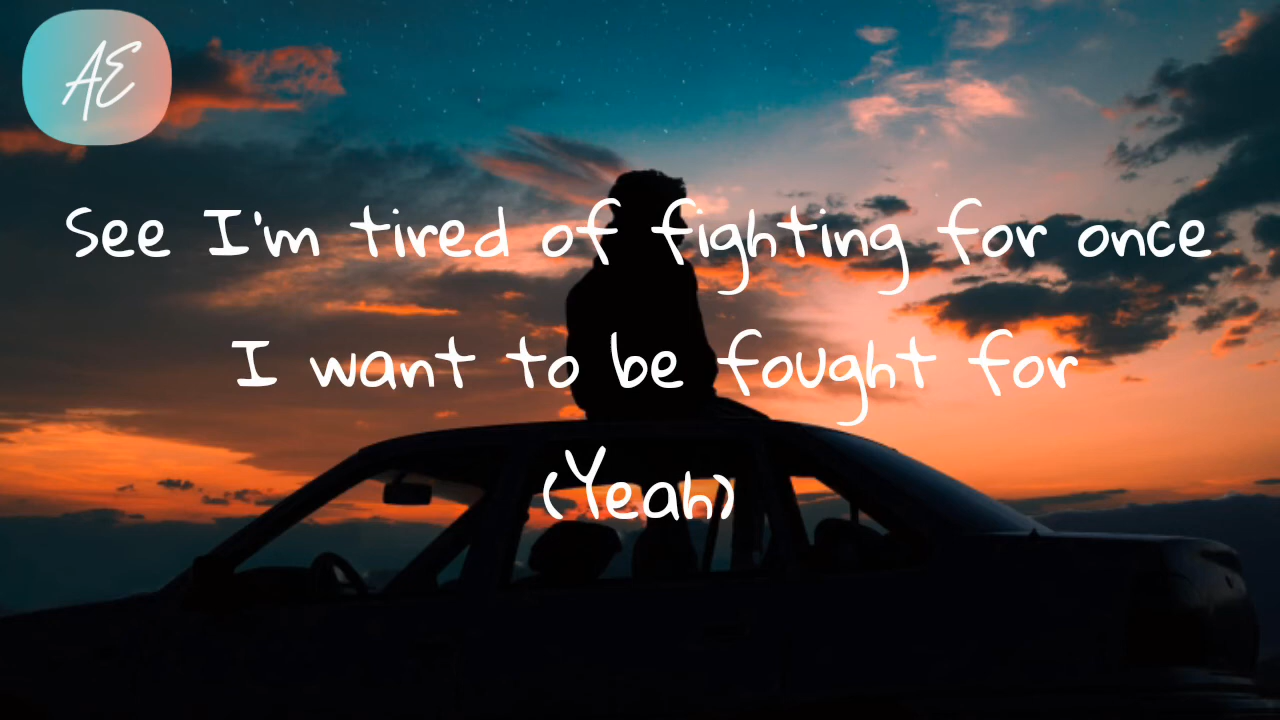 AE
See I'm tired of fighting for once
I want to be fought for
(Yeah)